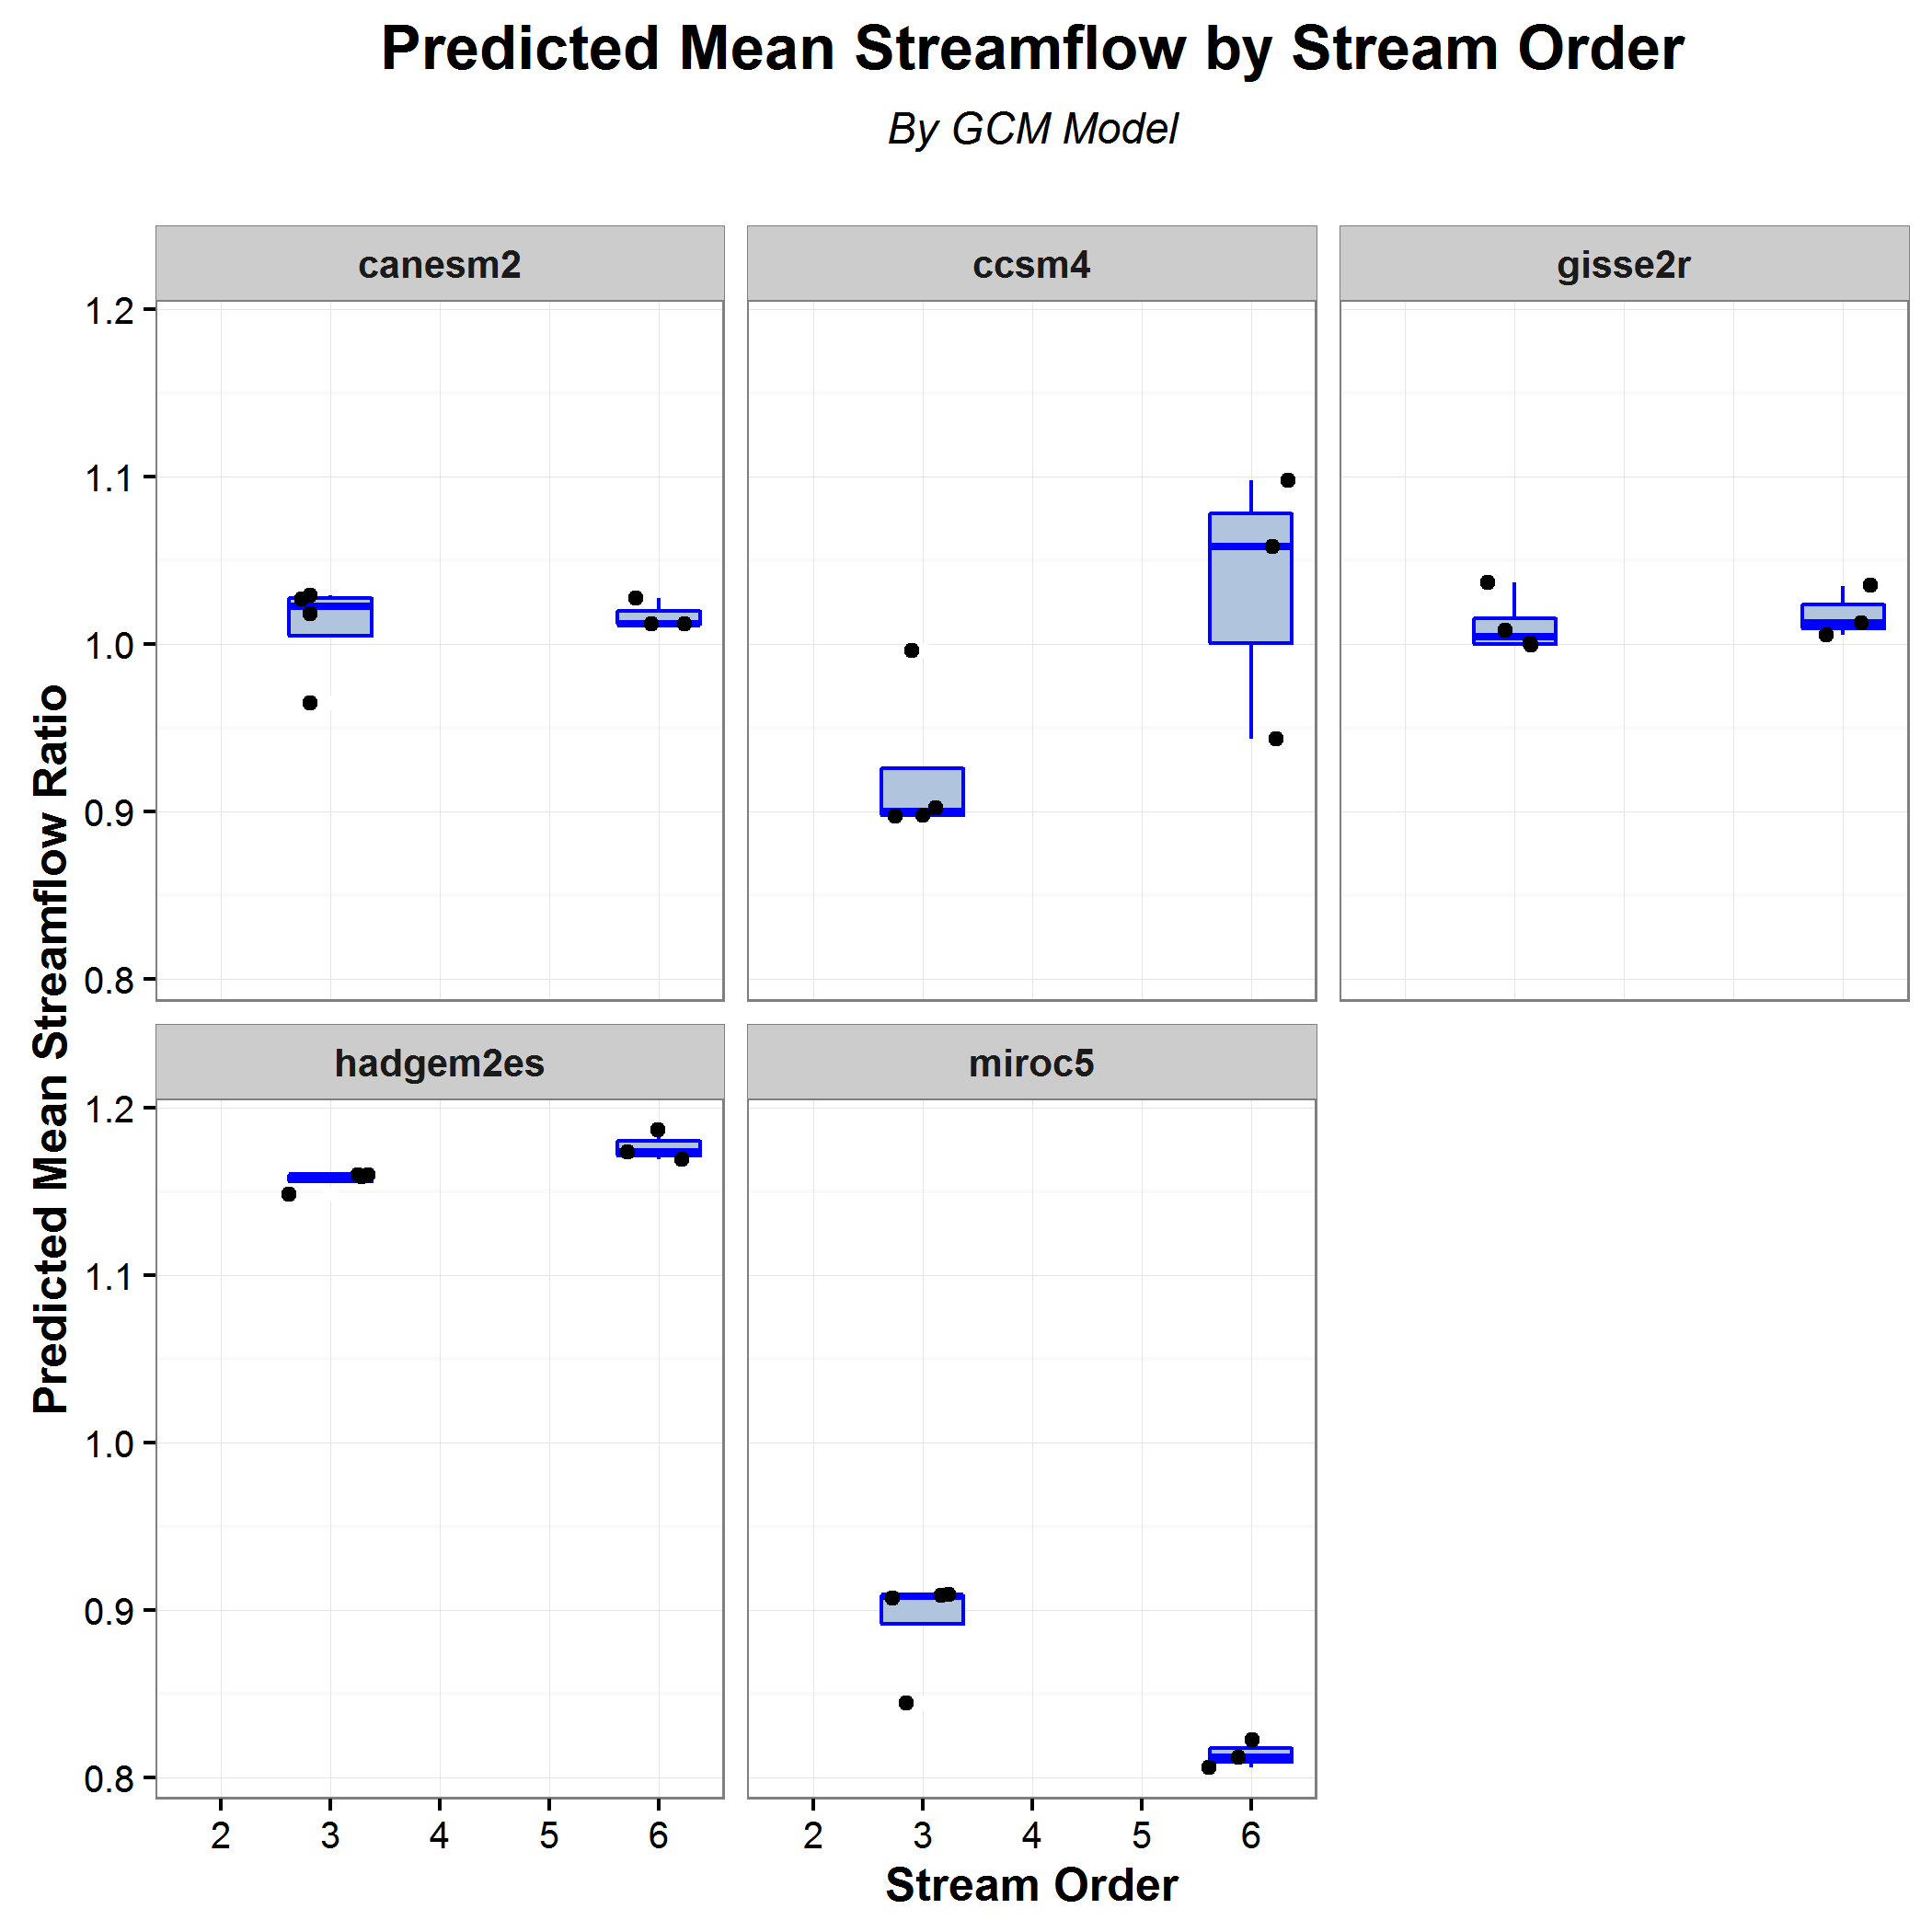 Predicted Mean Streamflow by Stream Order
By GCM Model
canesm2
ccsm4
gisse2r
1.2
1.1
1.0
0.9
0.8
Predicted Mean Streamflow Ratio
hadgem2es
miroc5
1.2
1.1
1.0
0.9
0.8
2 3 4 5 6
2 3 4 5 6
Stream Order